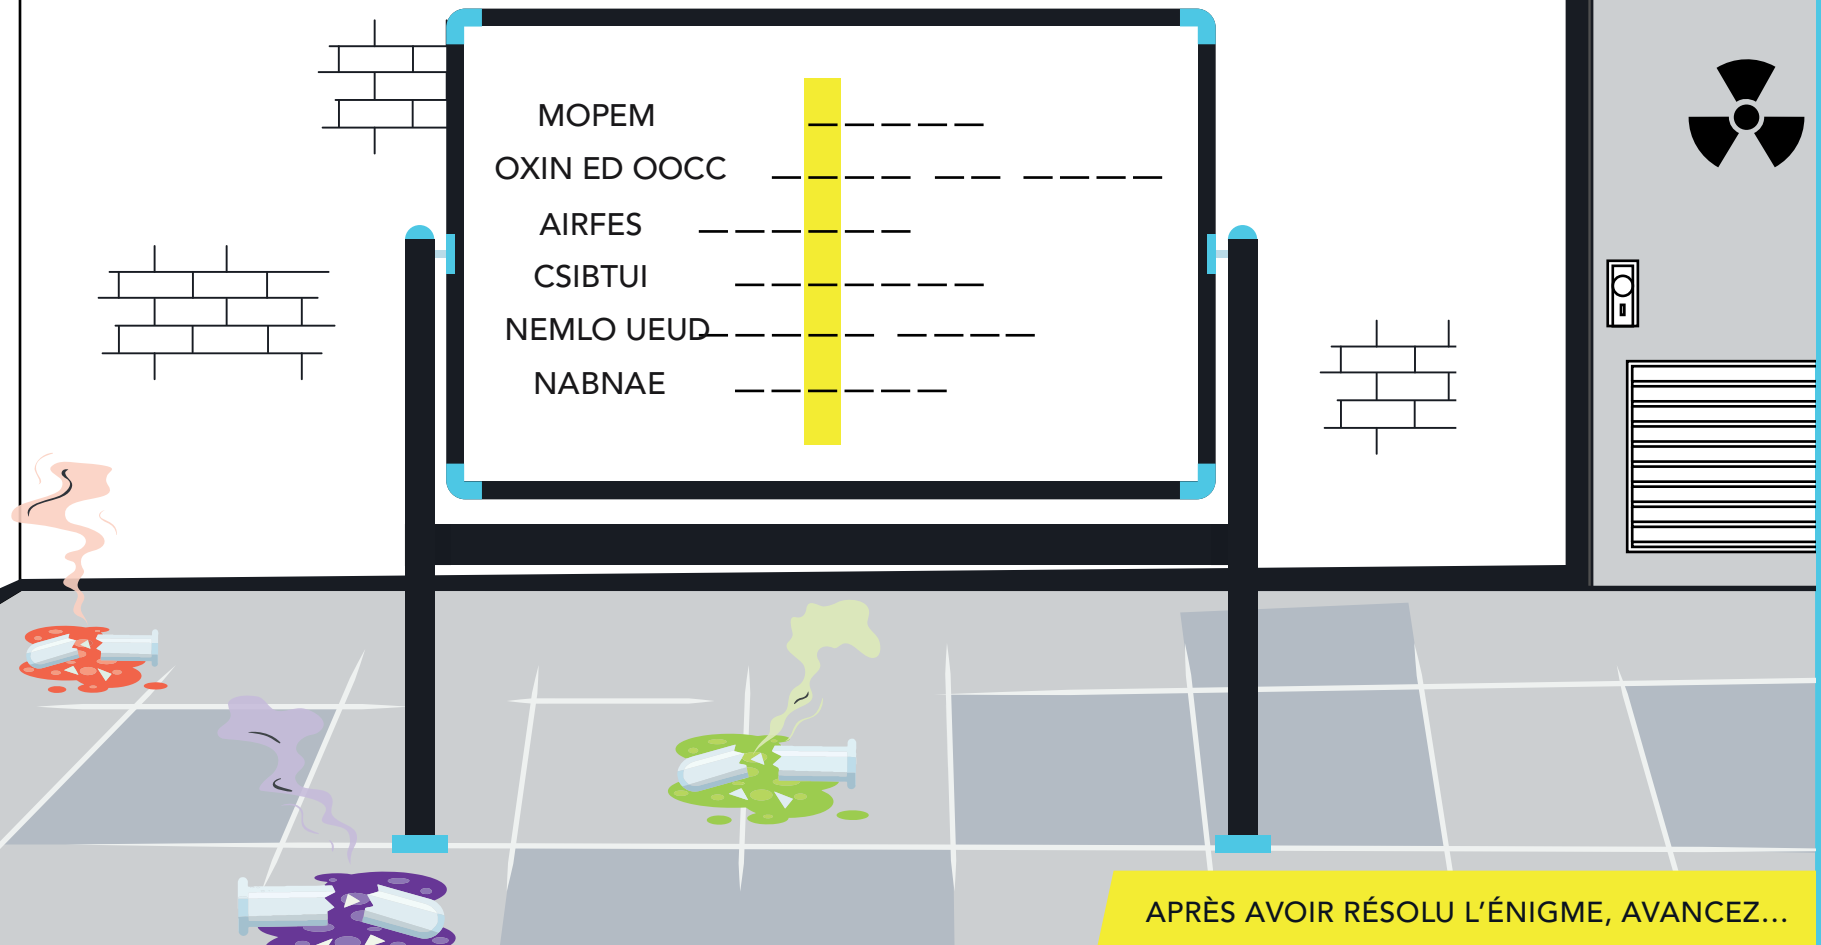 MOPEM _ _ _ _ _
OXIN ED OOCC _ _ _ _ _ _ _ _ _ _
AIRFES _ _ _ _ _ _
CSIBTUI _ _ _ _ _ _ _
NEMLO UEUD _ _ _ _ _ _ _ _ _
NABNAE _ _ _ _ _ _
APRÈS AVOIR RÉSOLU L’ÉNIGME, AVANCEZ...